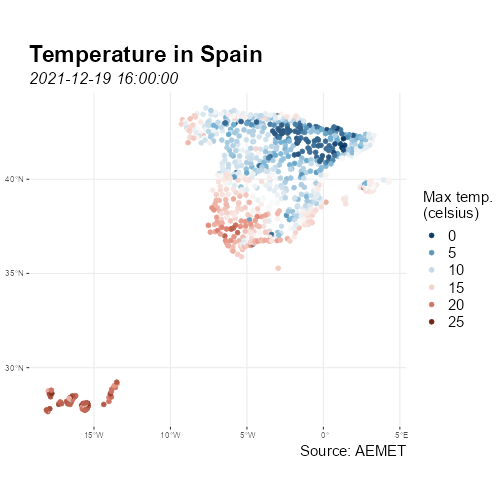 Temperature in Spain
2021-12-19 16:00:00
40°N
35°N
30°N
15°W
10°W
5°W
0°
5°E
Max temp.
(celsius)
0
5
10
15
20
25
Source: AEMET